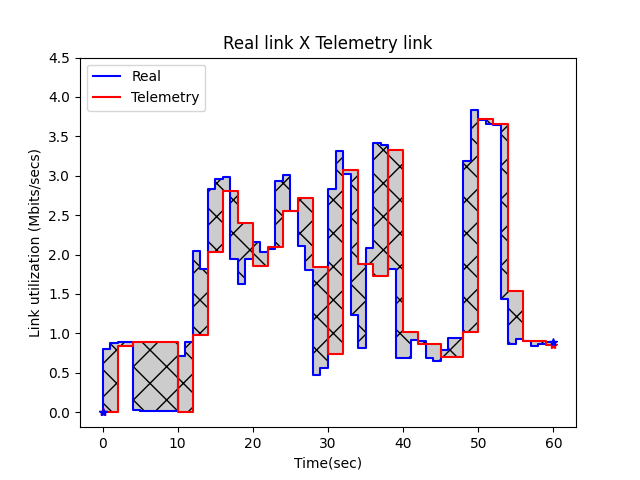 Real link X Telemetry link
4.5
4.0
3.5
3.0
2.5
2.0
1.5
1.0
0.5
0.0
Link utilization (Mbits/secs)
Real
Telemetry
0 10 20 30 40 50 60
Time(sec)